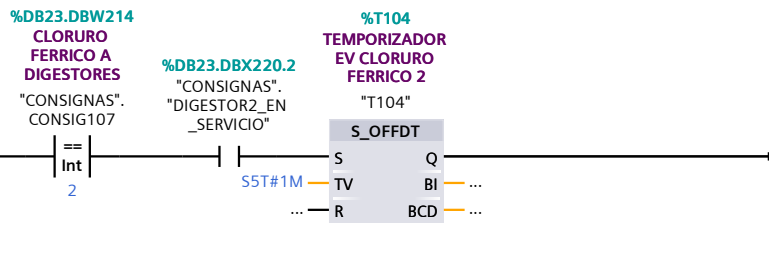 %DB23.DBW214
CLORURO
FERRICO A
DIGESTORES
"CONSIGNAS".
CONSIG107
==
Int
2
%DB23.DBX220.2
"CONSIGNAS".
"DIGESTOR2_EN
_SERVICIO"
%T104
TEMPORIZADOR
EV CLORURO
FERRICO 2
"T104"
S_OFFDT
S Q
S5T#1M TV BI ...
... R BCD ...